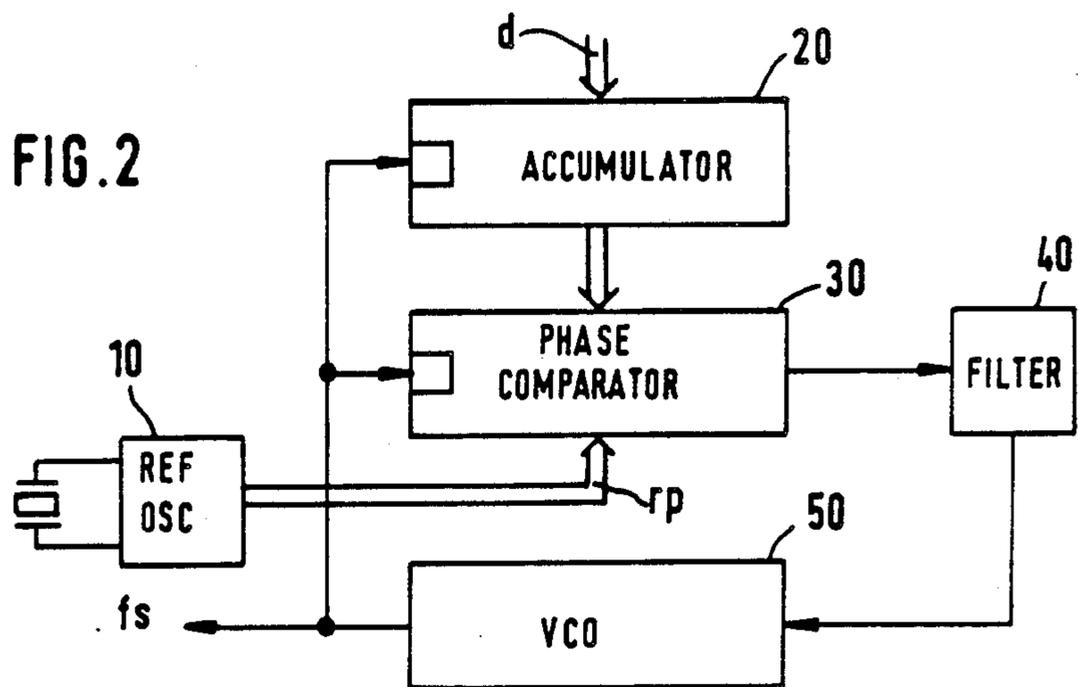 d
20
FIG.2
ACCUMULATOR
30
40
PHASE
COMPARATOR
FILTER
10
REF
OSC
rp
50
fs
VCO